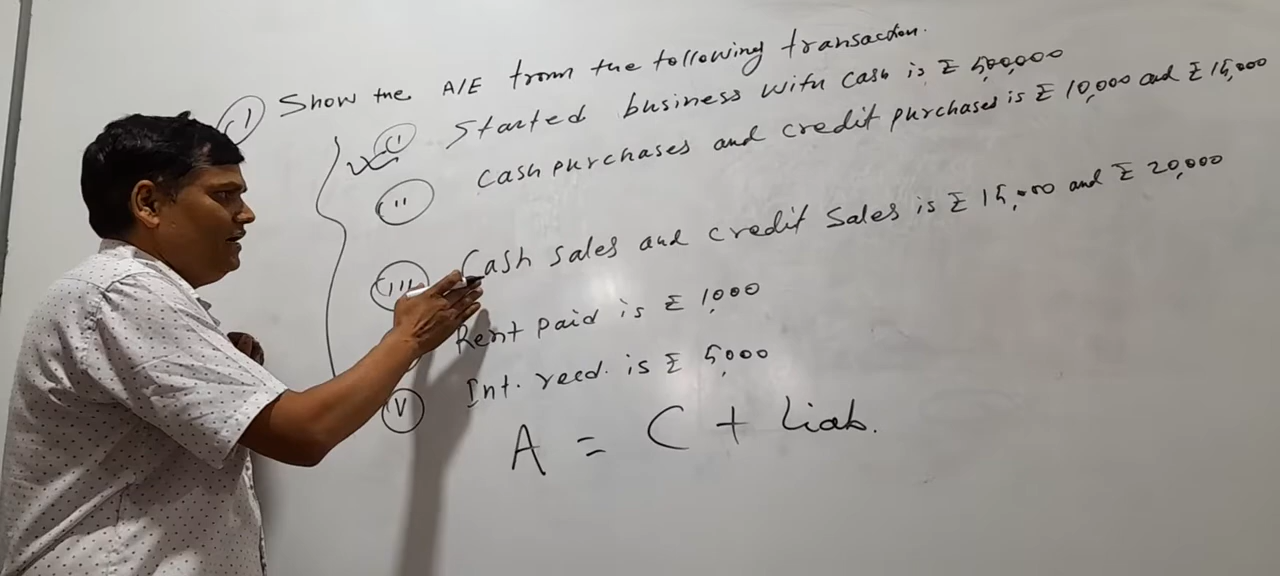 (1) Show the A/E from the following transaction.
(i) Started business with cash is ₹ 500,000
(ii) Cash purchases and credit purchases is ₹ 10,000 and ₹ 15,000
(iii) Cash sales and credit sales is ₹ 15,000 and ₹ 20,000
Rent paid is ₹ 1,000
(V) Int. recd. is ₹ 5,000
A = C + Liab.